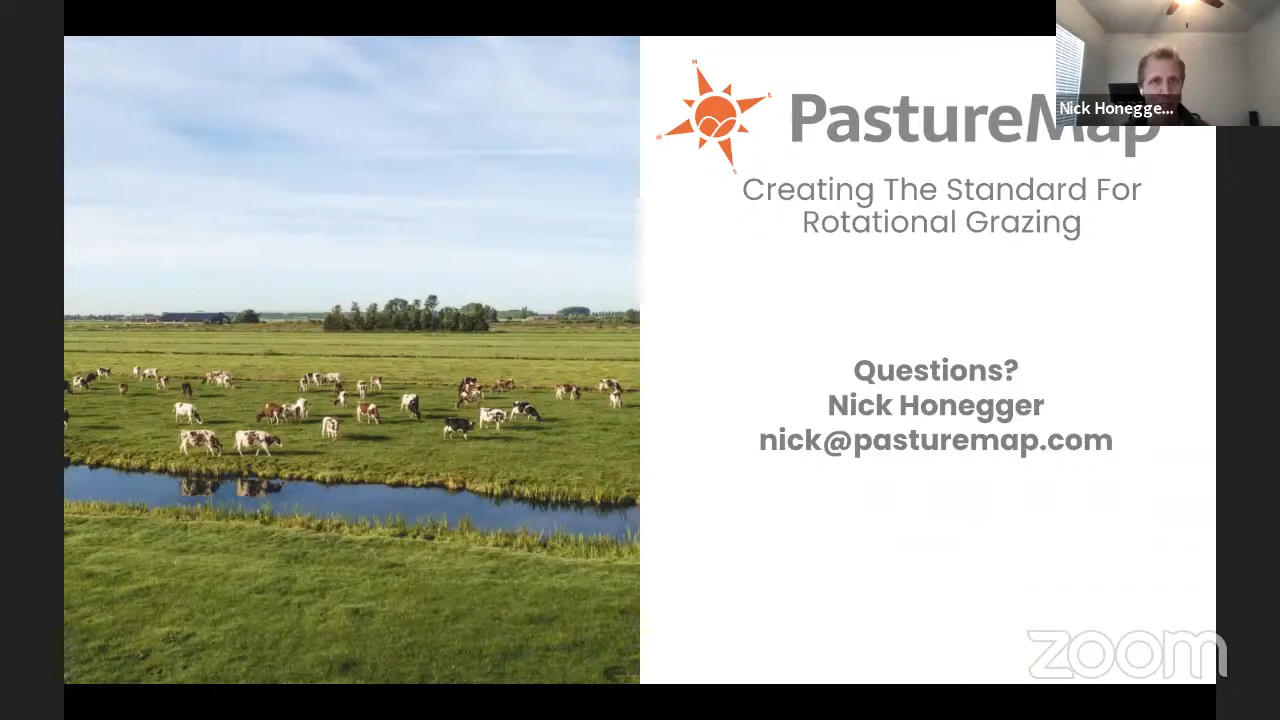 PastureMap
Nick Honegge...
Creating The Standard For
Rotational Grazing
Questions?
Nick Honegger
nick@pasturemap.com
zoom